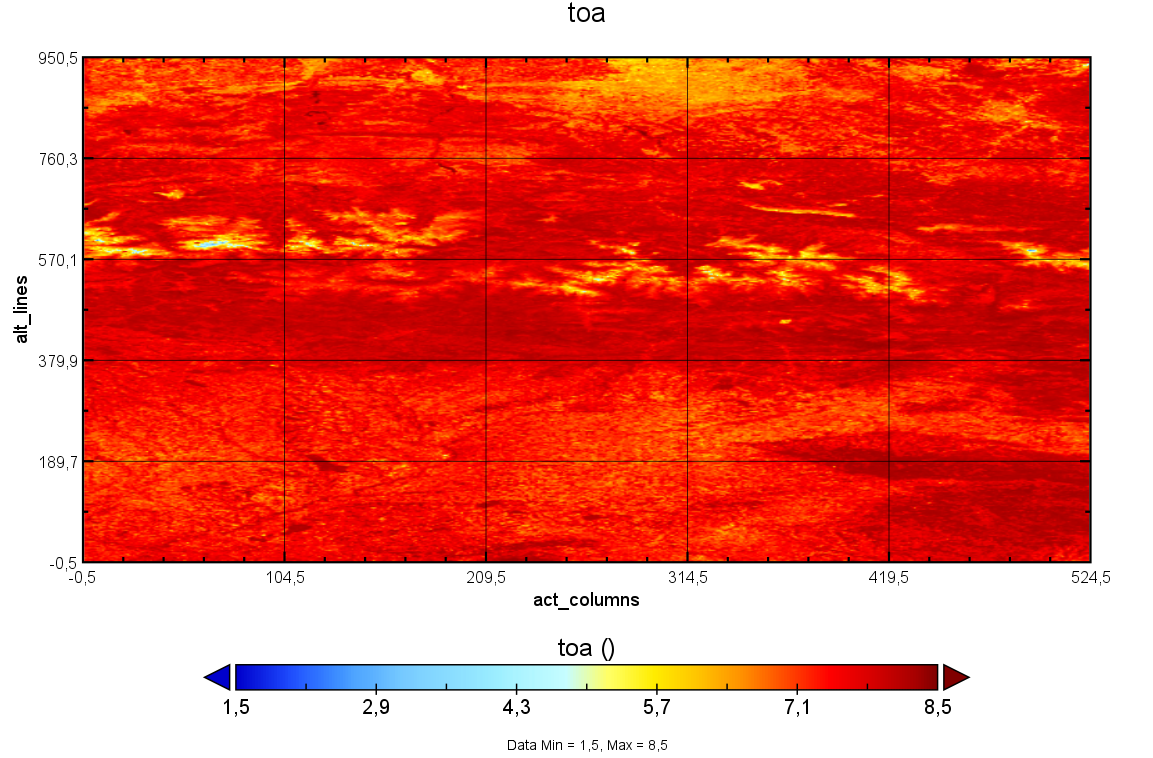 toa
950,5
760,3
570,1
379,9
189,7
-0,5
alt_lines
-0,5 104,5 209,5 314,5 419,5 524,5
act_columns
toa ()
1,5 2,9 4,3 5,7 7,1 8,5
Data Min = 1,5, Max = 8,5